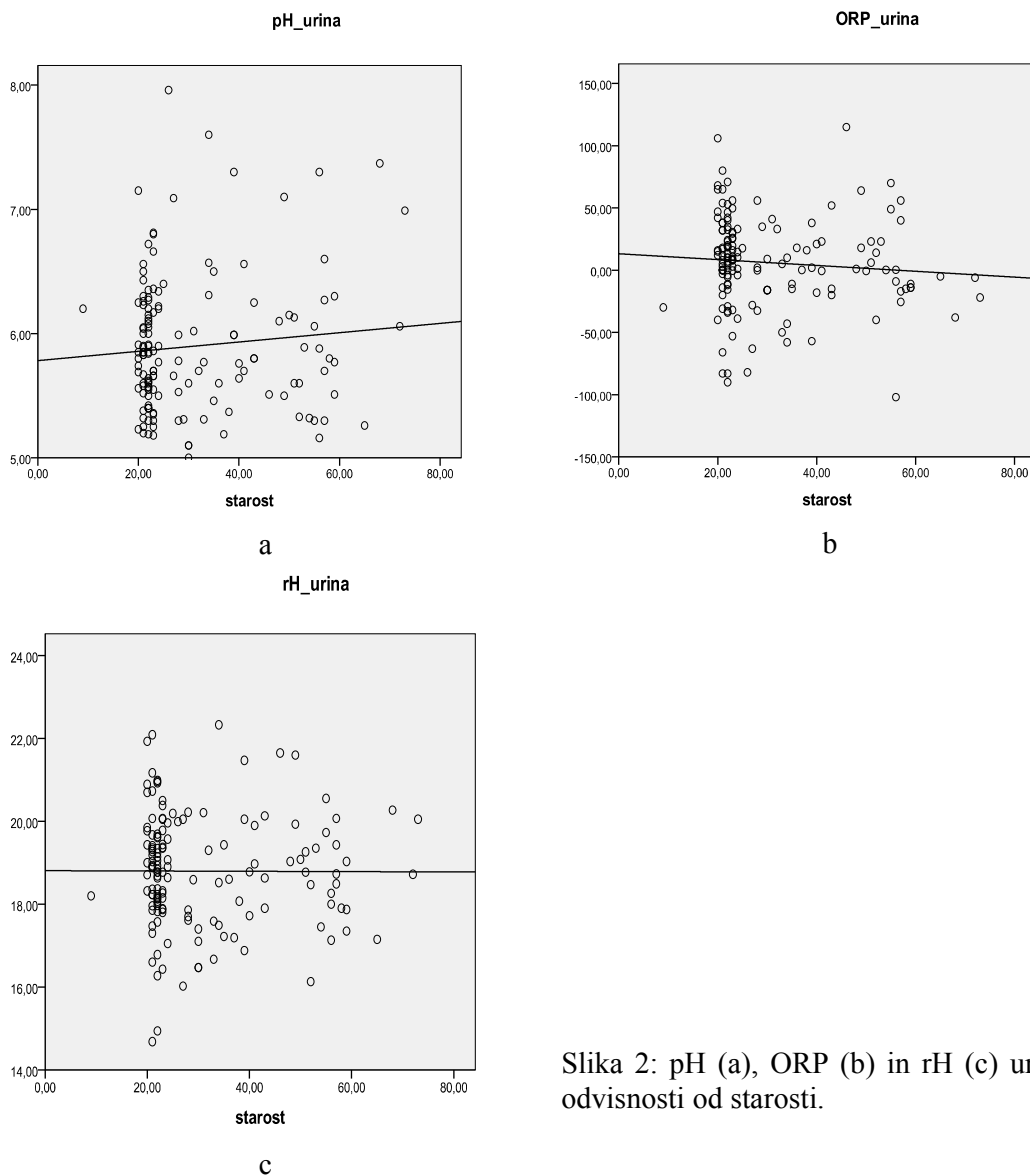 pH_urina
8,00
7,00
6,00
5,00
0,00 20,00 40,00 60,00 80,00
starost
a
ORP_urina
150,00
100,00
50,00
0,00
-50,00
-100,00
-150,00
0,00 20,00 40,00 60,00 80,00
starost
b
rH_urina
24,00
22,00
20,00
18,00
16,00
14,00
0,00 20,00 40,00 60,00 80,00
starost
c
Slika 2: pH (a), ORP (b) in rH (c)
odvisnosti od starosti.